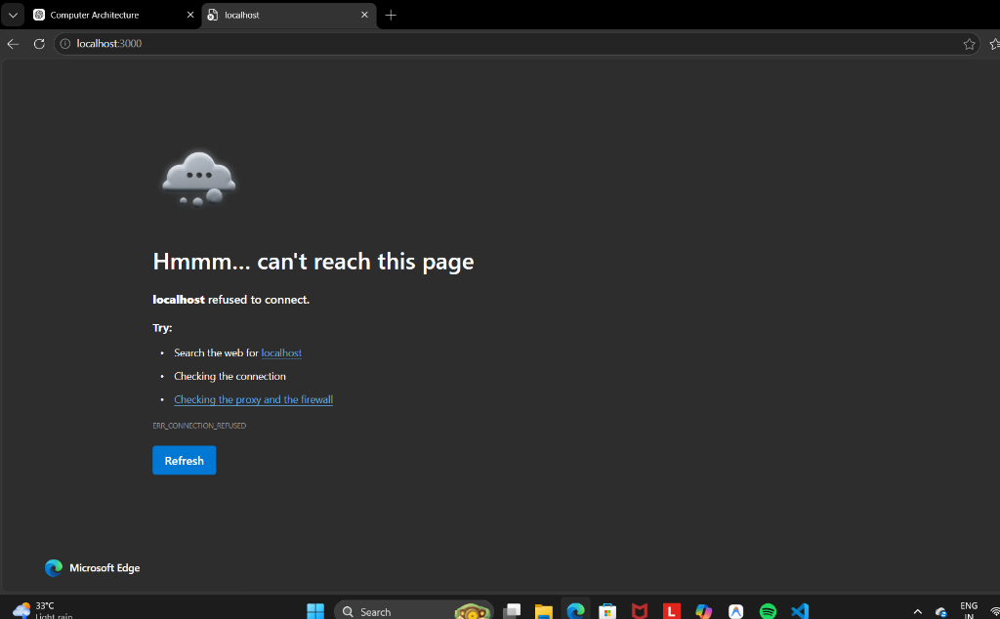 Computer Architecture
localhost
localhost:3000
Hmmm... can't reach this page
localhost refused to connect.
Try:
• Search the web for localhost
• Checking the connection
• Checking the proxy and the firewall
ERR_CONNECTION_REFUSED
Refresh
Microsoft Edge
33°C
Light rain
Search
L
ENG
IN